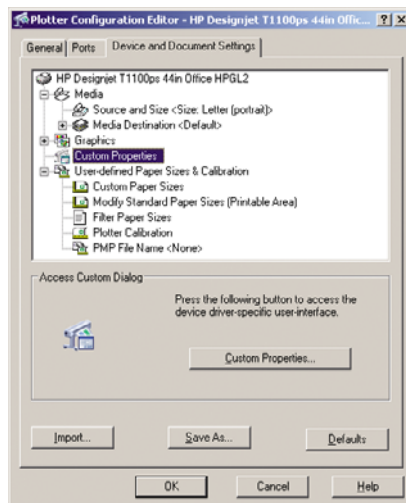 Plotter Configuration Editor - HP Designjet T1100ps 44in Offic...
General
Ports
Device and Document Settings
HP Designjet T1100ps 44in Office HPGL2
Media
Source and Size <Size: Letter (portrait)>
Media Destination <Default>
Graphics
Custom Properties
User-defined Paper Sizes & Calibration
Custom Paper Sizes
Modify Standard Paper Sizes (Printable Area)
Filter Paper Sizes
Plotter Calibration
PMP File Name <None>
Access Custom Dialog
Press the following button to access the
device driver-specific user-interface.
Custom Properties...
Import...
Save As...
Defaults
OK
Cancel
Help